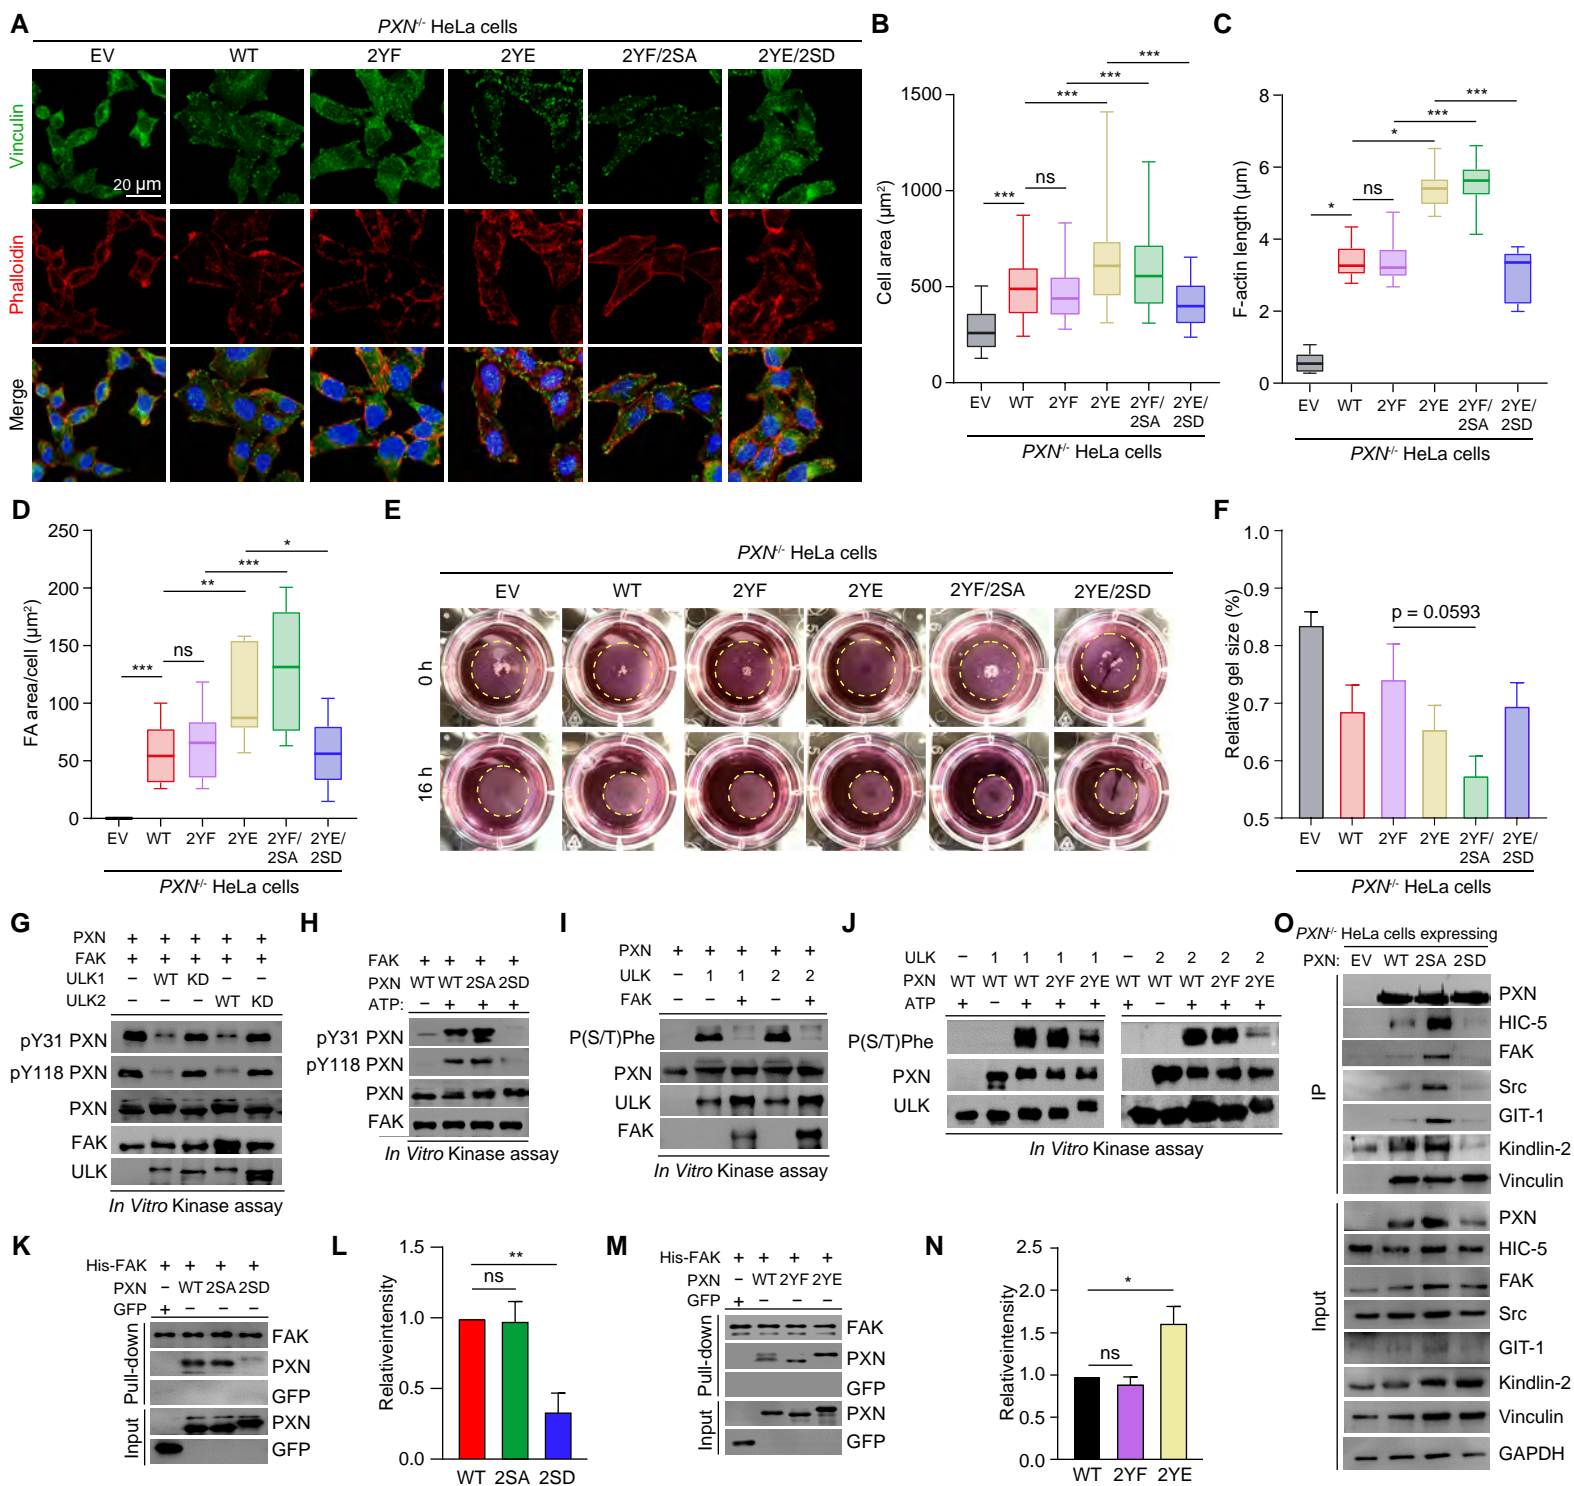 A
PXN-/- HeLa cells
EV WT 2YF 2YE 2YF/2SA 2YE/2SD
Vinculin
20 µm
Phalloidin
Merge
B
Cell area (µm²)
1500
1000
500
0
*** ns *** *** ***
EV WT 2YF 2YE 2YF/2SA 2YE/2SD
PXN-/- HeLa cells
C
F-actin length (µm)
8
6
4
2
0
* ns * *** ***
EV WT 2YF 2YE 2YF/2SA 2YE/2SD
PXN-/- HeLa cells
D
FA area/cell (µm²)
250
200
150
100
50
0
*** ns ** *** *
EV WT 2YF 2YE 2YF/2SA 2YE/2SD
PXN-/- HeLa cells
E
PXN-/- HeLa cells
EV WT 2YF 2YE 2YF/2SA 2YE/2SD
0 h
16 h
F
Relative gel size (%)
1.0
0.9
0.8
0.7
0.6
0.5
p = 0.0593
EV WT 2YF 2YE 2YF/2SA 2YE/2SD
PXN-/- HeLa cells
G
PXN + + + + +
FAK + + + + +
ULK1 − WT KD − −
ULK2 − − − WT KD
pY31 PXN
pY118 PXN
PXN
FAK
ULK
In Vitro Kinase assay
H
FAK + + + +
PXN WT WT 2SA 2SD
ATP: − + + +
pY31 PXN
pY118 PXN
PXN
FAK
In Vitro Kinase assay
I
PXN + + + + +
ULK − 1 1 2 2
FAK − − + − +
P(S/T)Phe
PXN
ULK
FAK
In Vitro Kinase assay
J
ULK − 1 1 1 1 − 2 2 2 2
PXN WT WT WT 2YF 2YE WT WT WT 2YF 2YE
ATP + − + + + + − + + +
P(S/T)Phe
PXN
ULK
In Vitro Kinase assay
K
His-FAK + + + +
PXN − WT 2SA 2SD
GFP + − − −
Pull-down
FAK
PXN
GFP
Input
PXN
GFP
L
Relativeintensity
1.5
1.0
0.5
0.0
ns **
WT 2SA 2SD
M
His-FAK + + + +
PXN − WT 2YF 2YE
GFP + − − −
Pull-down
FAK
PXN
GFP
Input
PXN
GFP
N
Relativeintensity
2.5
2.0
1.5
1.0
0.5
0.0
ns *
WT 2YF 2YE
O
PXN-/- HeLa cells expressing
PXN: EV WT 2SA 2SD
IP
PXN
HIC-5
FAK
Src
GIT-1
Kindlin-2
Vinculin
Input
PXN
HIC-5
FAK
Src
GIT-1
Kindlin-2
Vinculin
GAPDH